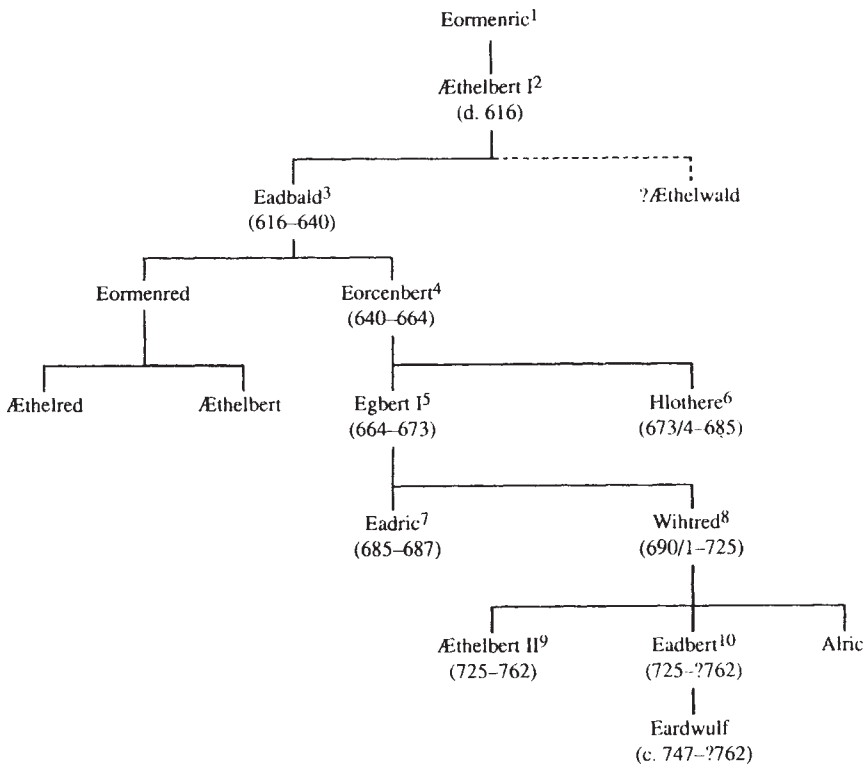 Eormenric1
Æthelbert I2
(d. 616)
Eadbald3
(616–640)
?Æthelwald
Eormenred
Eorcenbert4
(640–664)
Æthelred
Æthelbert
Egbert I5
(664–673)
Hlothere6
(673/4–685)
Eadric7
(685–687)
Wihtred8
(690/1–725)
Æthelbert II9
(725–762)
Eadbert10
(725–?762)
Alric
Eardwulf
(c. 747–?762)